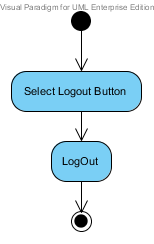 Visual Paradigm for UML Enterprise Edition
Select Logout Button
LogOut